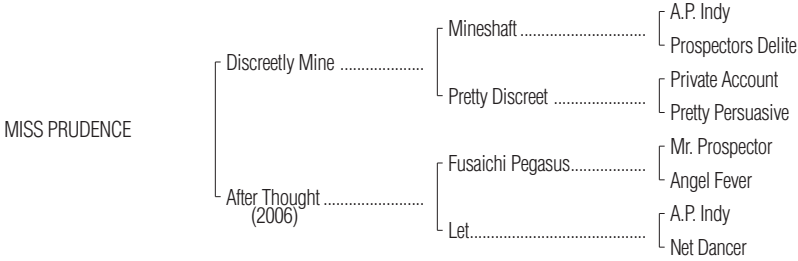 A.P. Indy
Mineshaft ..............................
Prospectors Delite
Discreetly Mine ....................
Private Account
Pretty Discreet ......................
Pretty Persuasive
MISS PRUDENCE
Mr. Prospector
Fusaichi Pegasus..................
Angel Fever
After Thought ........................
(2006)
A.P. Indy
Let..........................................
Net Dancer